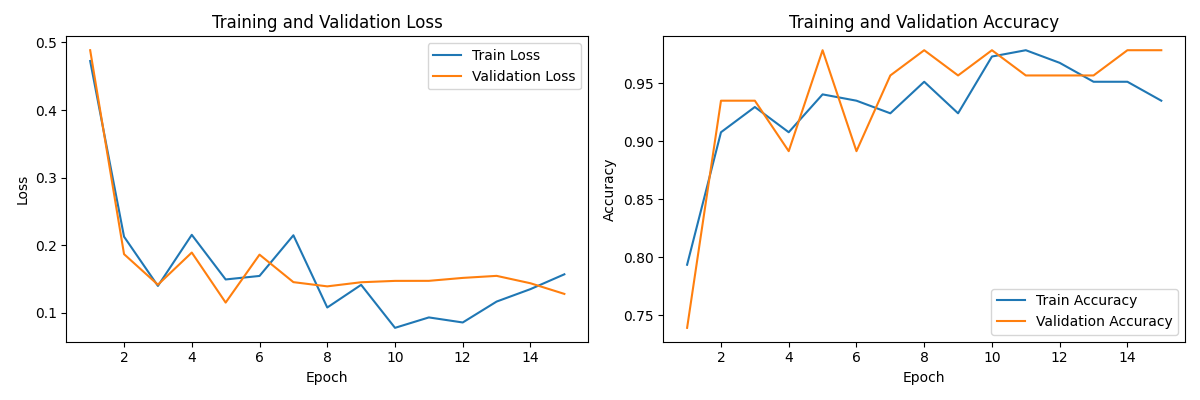 Training and Validation Loss
0.5
0.4
0.3
0.2
0.1
Loss
Train Loss
Validation Loss
2 4 6 8 10 12 14
Epoch
Training and Validation Accuracy
0.95
0.90
0.85
0.80
0.75
Accuracy
Train Accuracy
Validation Accuracy
2 4 6 8 10 12 14
Epoch